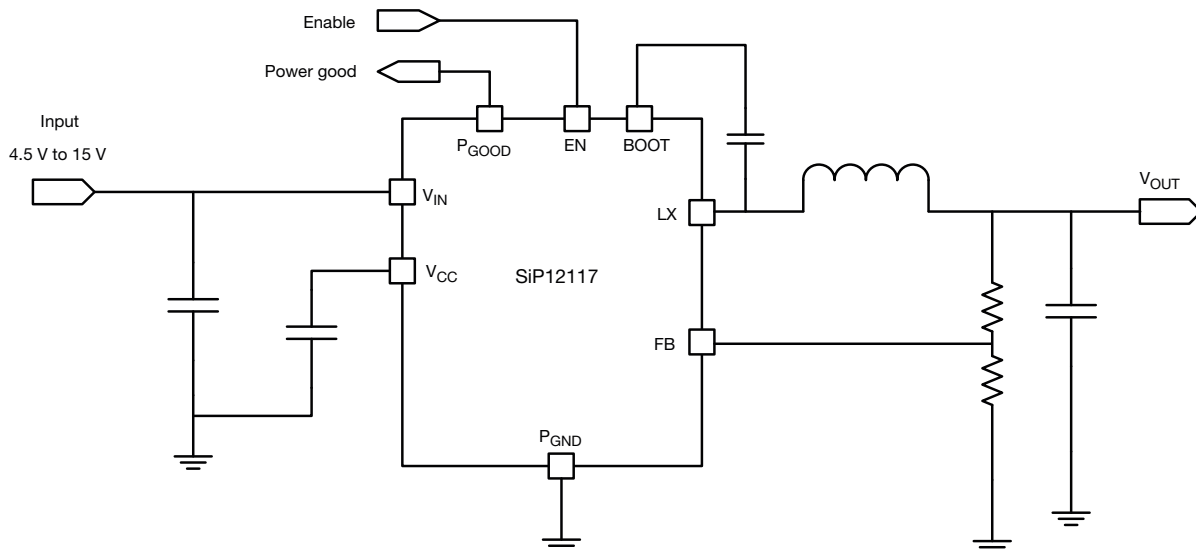 Enable
Power good
Input
4.5 V to 15 V
PGOOD
EN
BOOT
VIN
LX
VOUT
VCC
SiP12117
FB
PGND